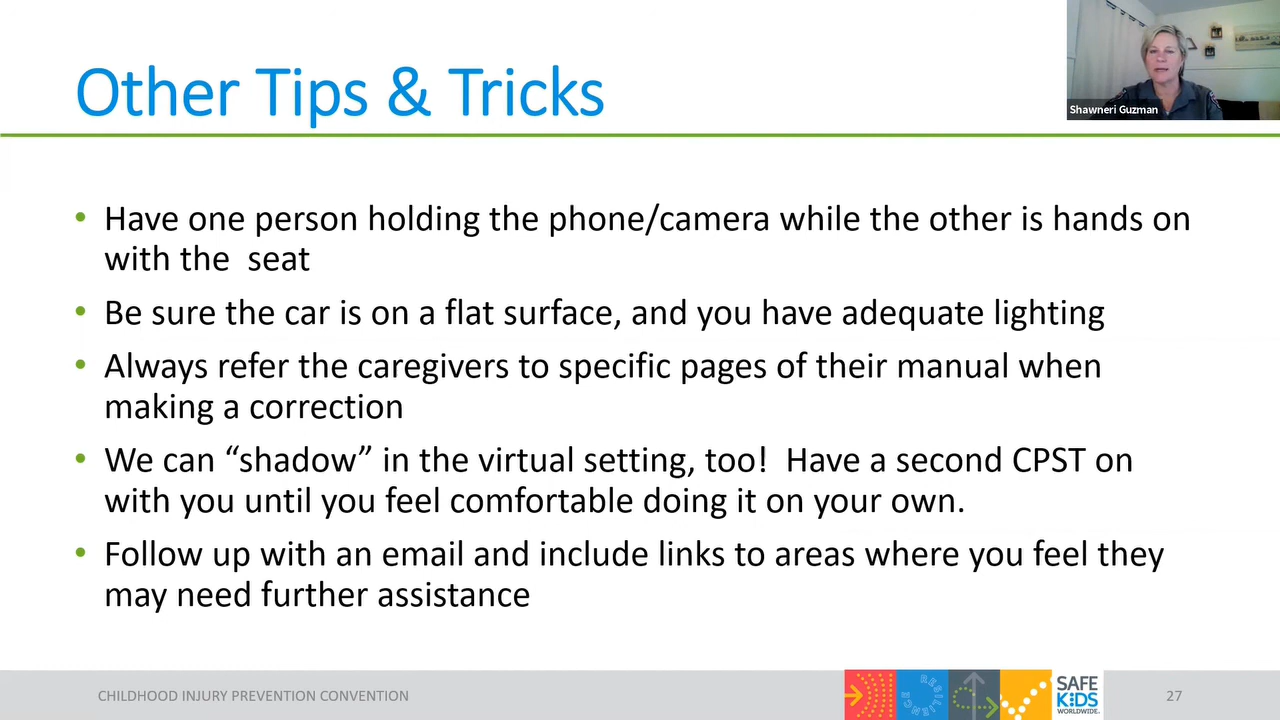 Other Tips & Tricks
Shawneri Guzman
• Have one person holding the phone/camera while the other is hands on
with the  seat
• Be sure the car is on a flat surface, and you have adequate lighting
• Always refer the caregivers to specific pages of their manual when
making a correction
• We can “shadow” in the virtual setting, too!  Have a second CPST on
with you until you feel comfortable doing it on your own.
• Follow up with an email and include links to areas where you feel they
may need further assistance
CHILDHOOD INJURY PREVENTION CONVENTION
SAFE
KiDS
WORLDWIDE.
27